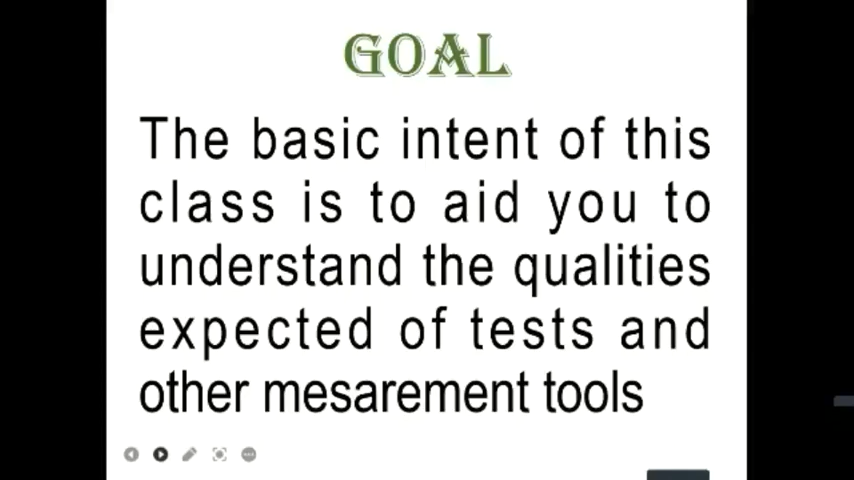 GOAL
The basic intent of this
class is to aid you to
understand the qualities
expected of tests and
other mesarement tools